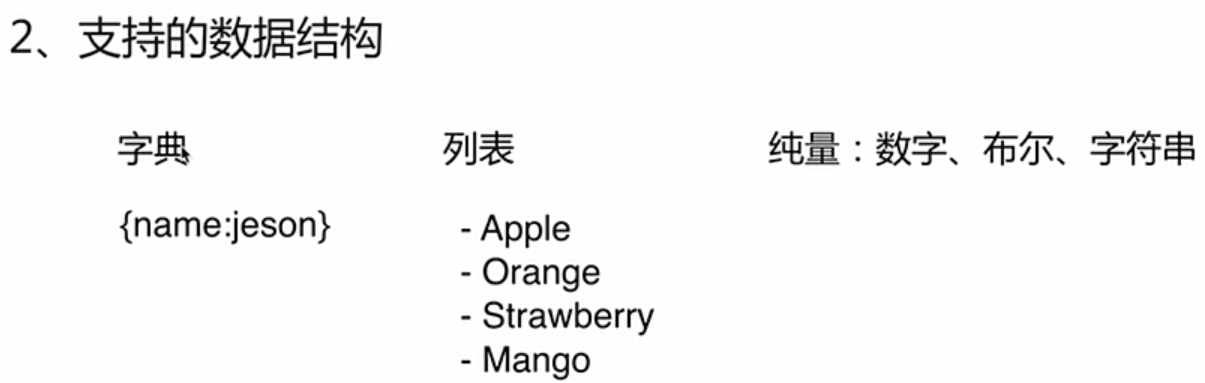 2、支持的数据结构
字典
列表
纯量：数字、布尔、字符串
{name:jeson}
- Apple
- Orange
- Strawberry
- Mango